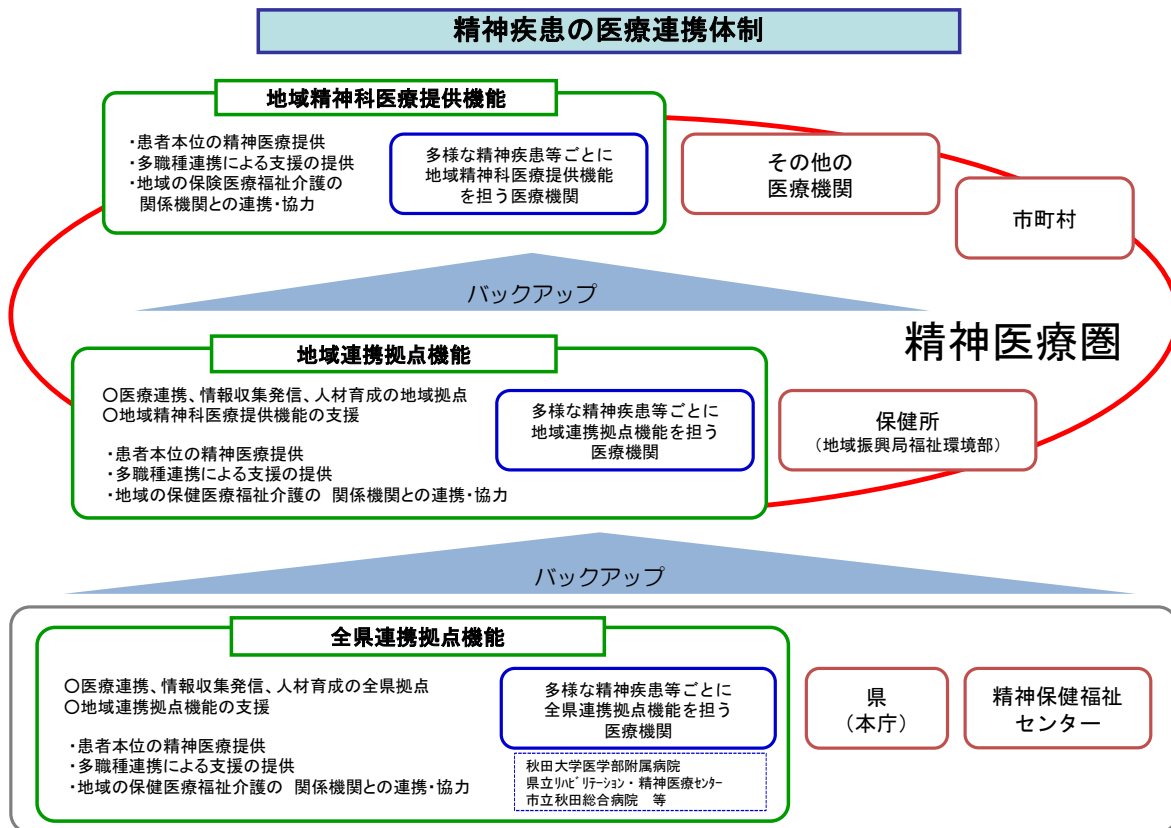 精神疾患の医療連携体制
地域精神科医療提供機能
・患者本位の精神医療提供
・多職種連携による支援の提供
・地域の保険医療福祉介護の
関係機関との連携・協力
多様な精神疾患等ごとに
地域精神科医療提供機能
を担う医療機関
その他の
医療機関
市町村
バックアップ
精神医療圏
地域連携拠点機能
○医療連携、情報収集発信、人材育成の地域拠点
○地域精神科医療提供機能の支援
・患者本位の精神医療提供
・多職種連携による支援の提供
・地域の保健医療福祉介護の 関係機関との連携・協力
多様な精神疾患等ごとに
地域連携拠点機能を担う
医療機関
保健所
（地域振興局福祉環境部）
バックアップ
全県連携拠点機能
○医療連携、情報収集発信、人材育成の全県拠点
○地域連携拠点機能の支援
・患者本位の精神医療提供
・多職種連携による支援の提供
・地域の保健医療福祉介護の 関係機関との連携・協力
多様な精神疾患等ごとに
全県連携拠点機能を担う
医療機関
秋田大学医学部附属病院
県立ﾘﾊﾋﾞﾘﾃｰｼｮﾝ・精神医療ｾﾝﾀｰ
市立秋田総合病院　等
県
（本庁）
精神保健福祉
センター